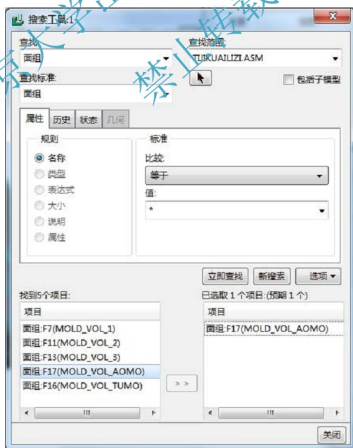 搜索工具:1
查找:
查找范围:
面组
TUIKUAILIZI.ASM
查找标准:
包括子模型
面组
属性 历史 状态 几何
规则
标准
名称
类型
表达式
大小
说明
属性
比较:
等于
值:
*
立即查找 新搜索 选项
找到5个项目:
已选取 1 个项目:(预期 1 个)
项目
面组:F7(MOLD_VOL_1)
面组:F11(MOLD_VOL_2)
面组:F13(MOLD_VOL_3)
面组:F17(MOLD_VOL_AOMO)
面组:F16(MOLD_VOL_TUMO)
>>
项目
面组:F17(MOLD_VOL_AOMO)
关闭
禁止转载